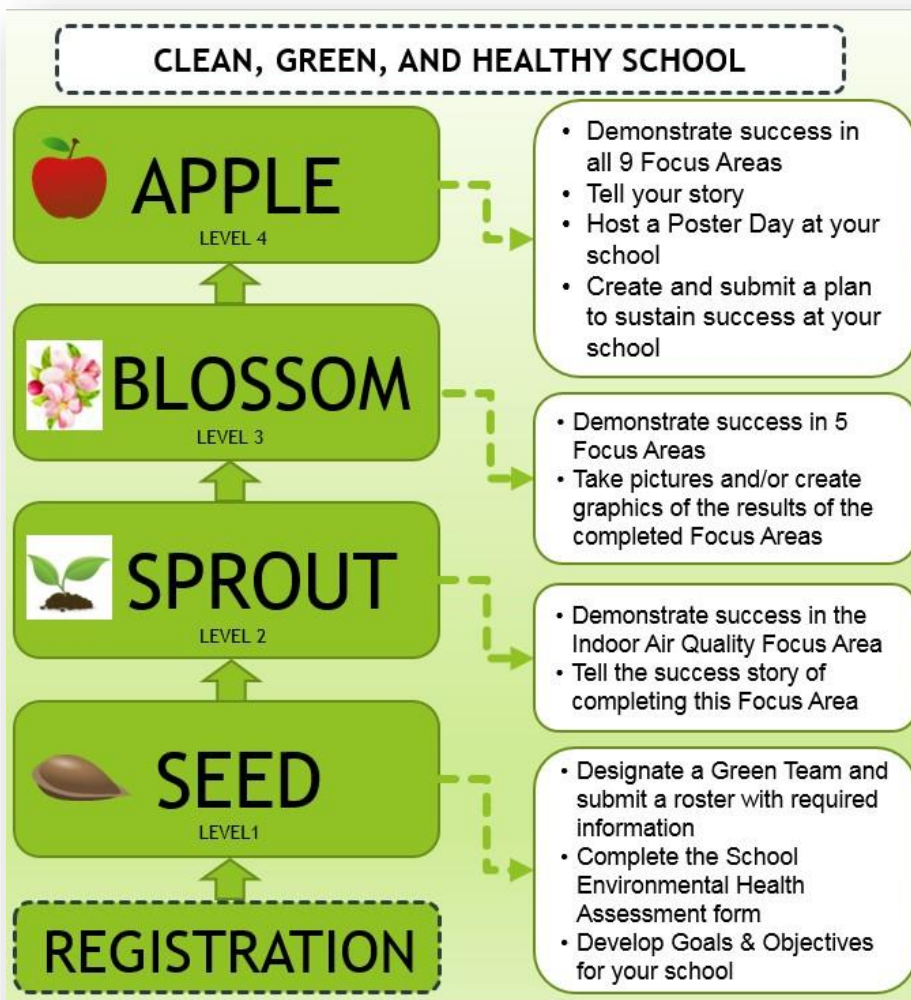 CLEAN, GREEN, AND HEALTHY SCHOOL
APPLE
LEVEL 4
• Demonstrate success in
all 9 Focus Areas
• Tell your story
• Host a Poster Day at your
school
• Create and submit a plan
to sustain success at your
school
BLOSSOM
LEVEL 3
• Demonstrate success in 5
Focus Areas
• Take pictures and/or create
graphics of the results of the
completed Focus Areas
SPROUT
LEVEL 2
• Demonstrate success in the
Indoor Air Quality Focus Area
• Tell the success story of
completing this Focus Area
SEED
LEVEL1
• Designate a Green Team and
submit a roster with required
information
• Complete the School
Environmental Health
Assessment form
• Develop Goals & Objectives
for your school
REGISTRATION